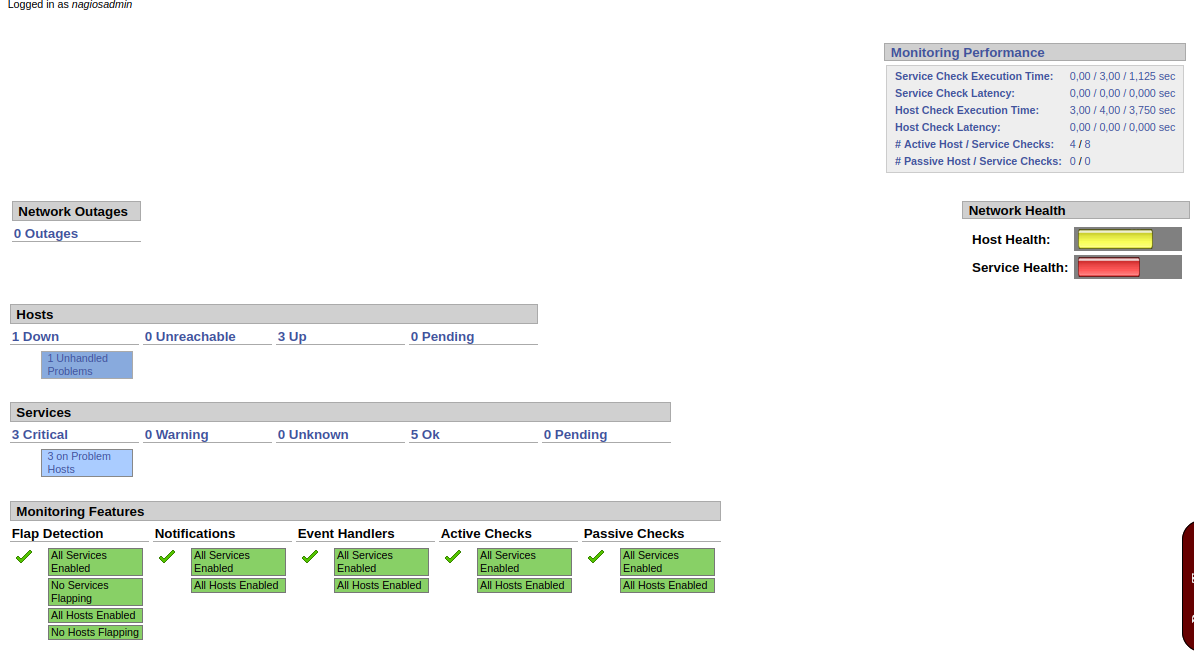 Logged in as nagiosadmin
Monitoring Performance
Service Check Execution Time: 0,00 / 3,00 / 1,125 sec
Service Check Latency: 0,00 / 0,00 / 0,000 sec
Host Check Execution Time: 3,00 / 4,00 / 3,750 sec
Host Check Latency: 0,00 / 0,00 / 0,000 sec
# Active Host / Service Checks: 4 / 8
# Passive Host / Service Checks: 0 / 0
Network Outages
0 Outages
Network Health
Host Health:
Service Health:
Hosts
1 Down 0 Unreachable 3 Up 0 Pending
1 Unhandled
Problems
Services
3 Critical 0 Warning 0 Unknown 5 Ok 0 Pending
3 on Problem
Hosts
Monitoring Features
Flap Detection Notifications Event Handlers Active Checks Passive Checks
All Services
Enabled
No Services
Flapping
All Hosts Enabled
No Hosts Flapping
All Services
Enabled
All Hosts Enabled
All Services
Enabled
All Hosts Enabled
All Services
Enabled
All Hosts Enabled
All Services
Enabled
All Hosts Enabled